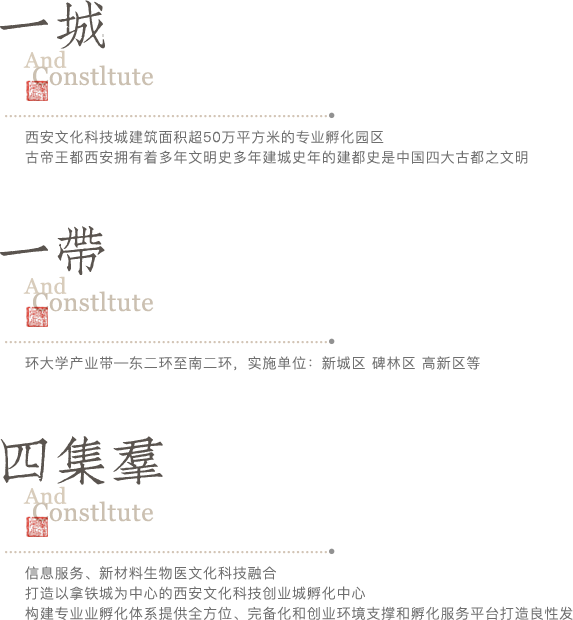 一城
And
Constltute
西安文化科技城建筑面积超50万平方米的专业孵化园区
古帝王都西安拥有着多年文明史多年建城史年的建都史是中国四大古都之文明
一帶
And
Constltute
环大学产业带一东二环至南二环，实施单位：新城区 碑林区 高新区等
四集羣
And
Constltute
信息服务、新材料生物医文化科技融合
打造以拿铁城为中心的西安文化科技创业城孵化中心
构建专业业孵化体系提供全方位、完备化和创业环境支撑和孵化服务平台打造良性发